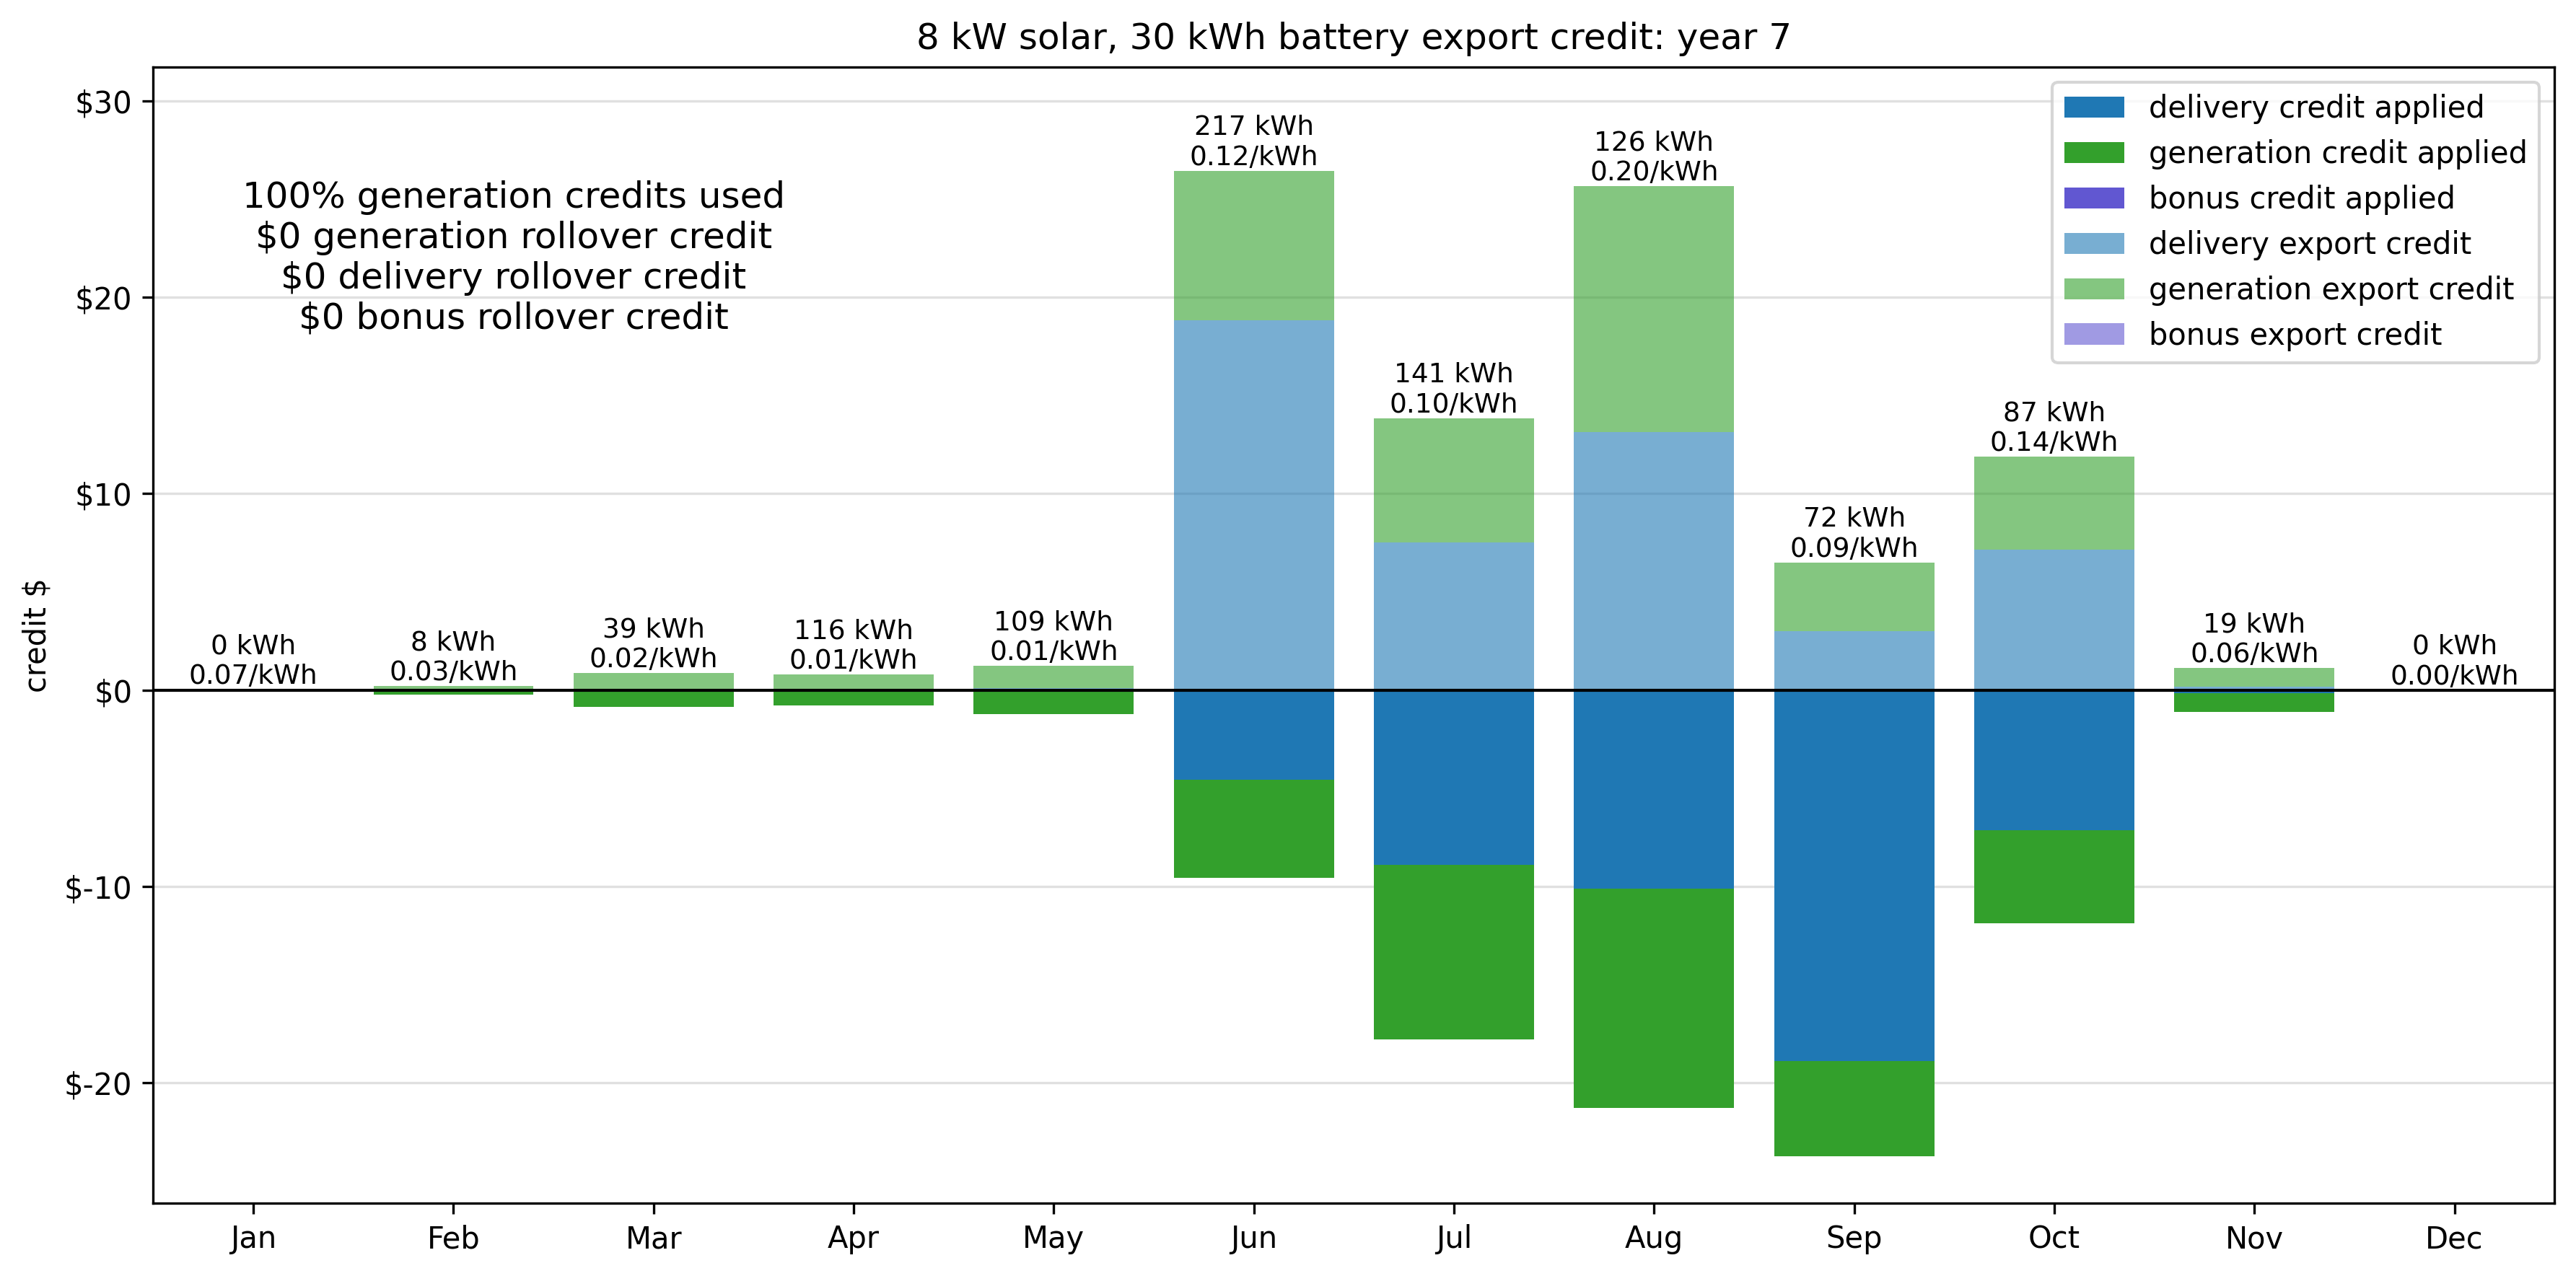 8 kW solar, 30 kWh battery export credit: year 7
credit $
$30
$20
$10
$0
$-10
$-20
100% generation credits used
$0 generation rollover credit
$0 delivery rollover credit
$0 bonus rollover credit
delivery credit applied
generation credit applied
bonus credit applied
delivery export credit
generation export credit
bonus export credit
0 kWh
0.07/kWh
8 kWh
0.03/kWh
39 kWh
0.02/kWh
116 kWh
0.01/kWh
109 kWh
0.01/kWh
217 kWh
0.12/kWh
141 kWh
0.10/kWh
126 kWh
0.20/kWh
72 kWh
0.09/kWh
87 kWh
0.14/kWh
19 kWh
0.06/kWh
0 kWh
0.00/kWh
Jan
Feb
Mar
Apr
May
Jun
Jul
Aug
Sep
Oct
Nov
Dec